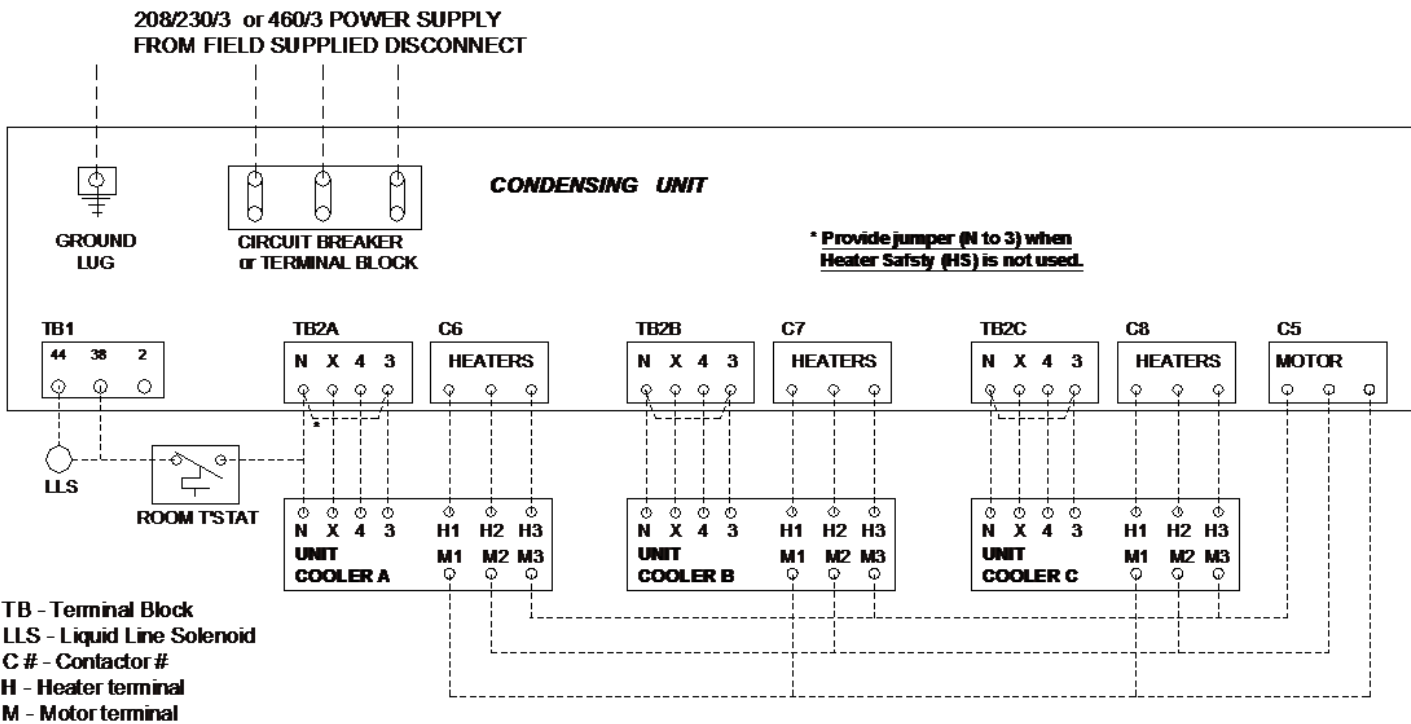 208/230/3 or 460/3 POWER SUPPLY
FROM FIELD SUPPLIED DISCONNECT
CONDENSING UNIT
GROUND
LUG
CIRCUIT BREAKER
or TERMINAL BLOCK
* Provide jumper (N to 3) when
Heater Safsty (HS) is not used.
TB1
TB2A
C6
TB2B
C7
TB2C
C8
C5
44 38 2
N X 4 3
HEATERS
N X 4 3
HEATERS
N X 4 3
HEATERS
MOTOR
*
LLS
ROOM T'STAT
N X 4 3
H1 H2 H3
UNIT
COOLER A
M1 M2 M3
N X 4 3
H1 H2 H3
UNIT
COOLER B
M1 M2 M3
N X 4 3
H1 H2 H3
UNIT
COOLER C
M1 M2 M3
TB - Terminal Block
LLS - Liquid Line Solenoid
C # - Contactor #
H - Heater terminal
M - Motor terminal